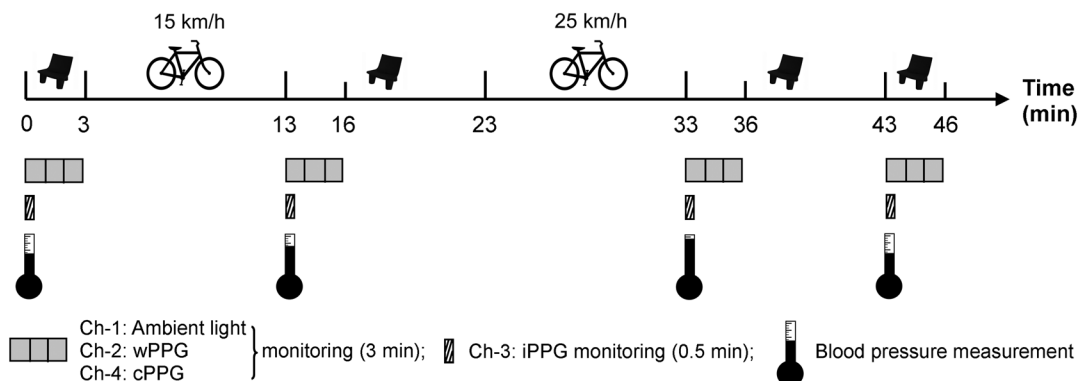 15 km/h
25 km/h
Time
(min)
0 3 13 16 23 33 36 43 46
Ch-1: Ambient light
Ch-2: wPPG
Ch-4: cPPG
monitoring (3 min);
Ch-3: iPPG monitoring (0.5 min);
Blood pressure measurement